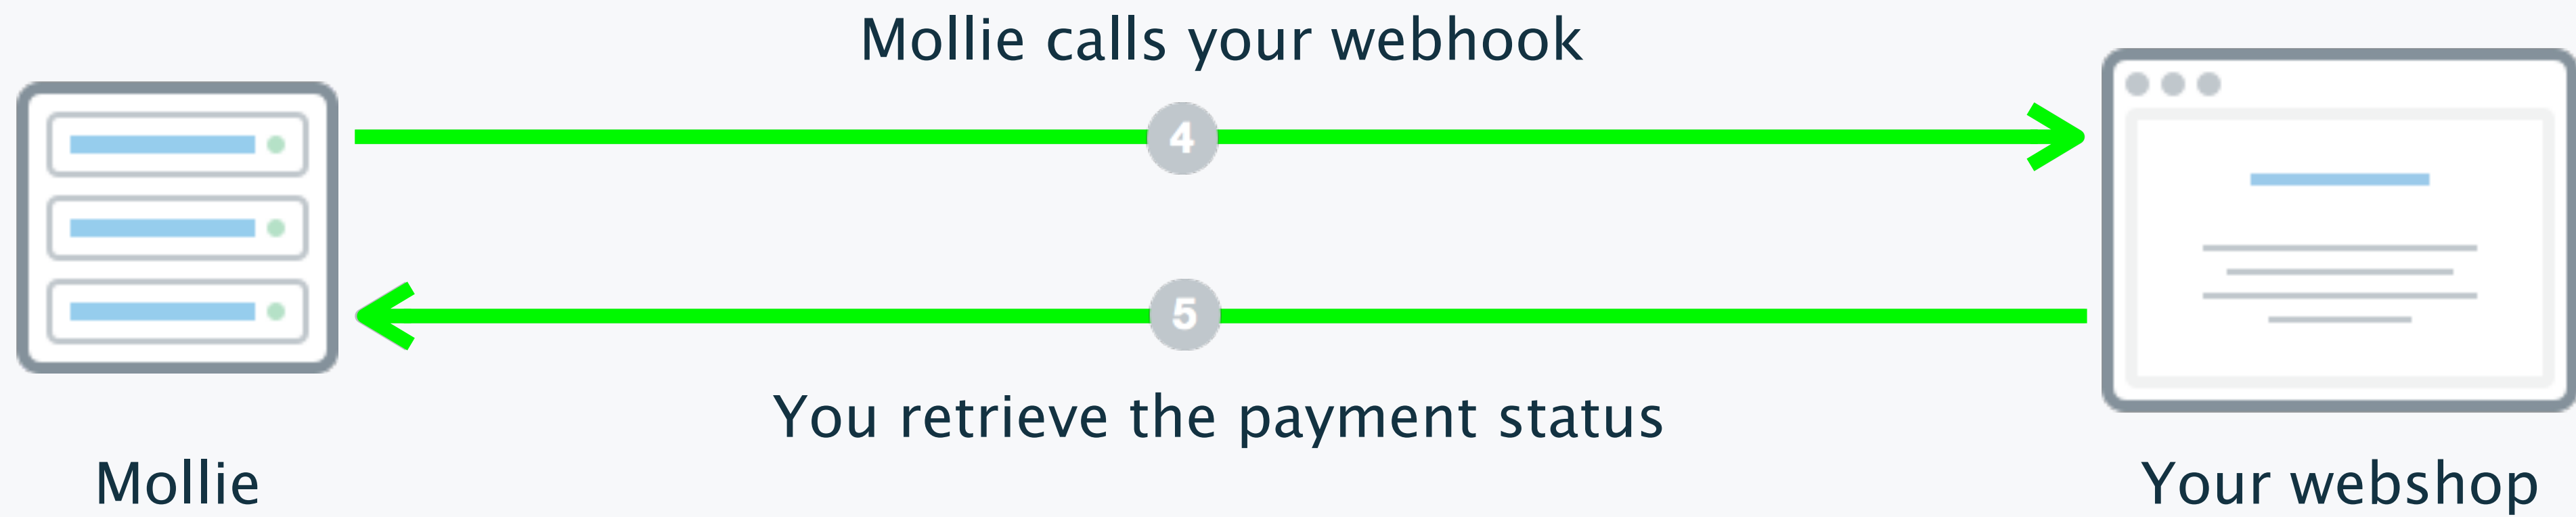 Mollie calls your webhook
4
5
You retrieve the payment status
Mollie
Your webshop